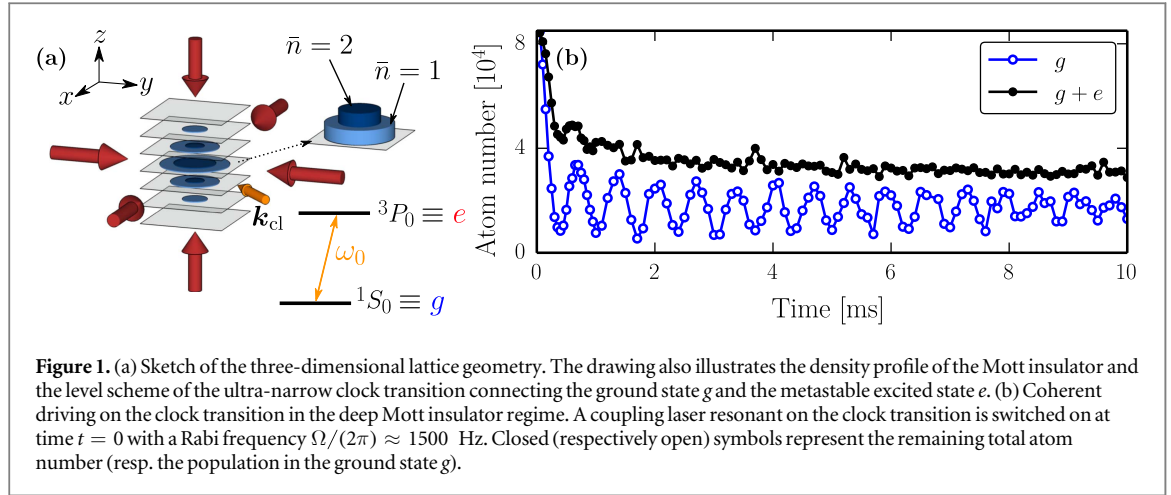 (a)
z
y
x
n̄ = 2
n̄ = 1
k_cl
³P₀ ≡ e
ω₀
¹S₀ ≡ g
(b)
g
g + e
Atom number [10⁴]
8
4
0
0 2 4 6 8 10
Time [ms]
Figure 1. (a) Sketch of the three-dimensional lattice geometry. The drawing also illustrates the density profile of the Mott insulator and
the level scheme of the ultra-narrow clock transition connecting the ground state g and the metastable excited state e. (b) Coherent
driving on the clock transition in the deep Mott insulator regime. A coupling laser resonant on the clock transition is switched on at
time t = 0 with a Rabi frequency Ω/(2π) ≈ 1500 Hz. Closed (respectively open) symbols represent the remaining total atom
number (resp. the population in the ground state g).